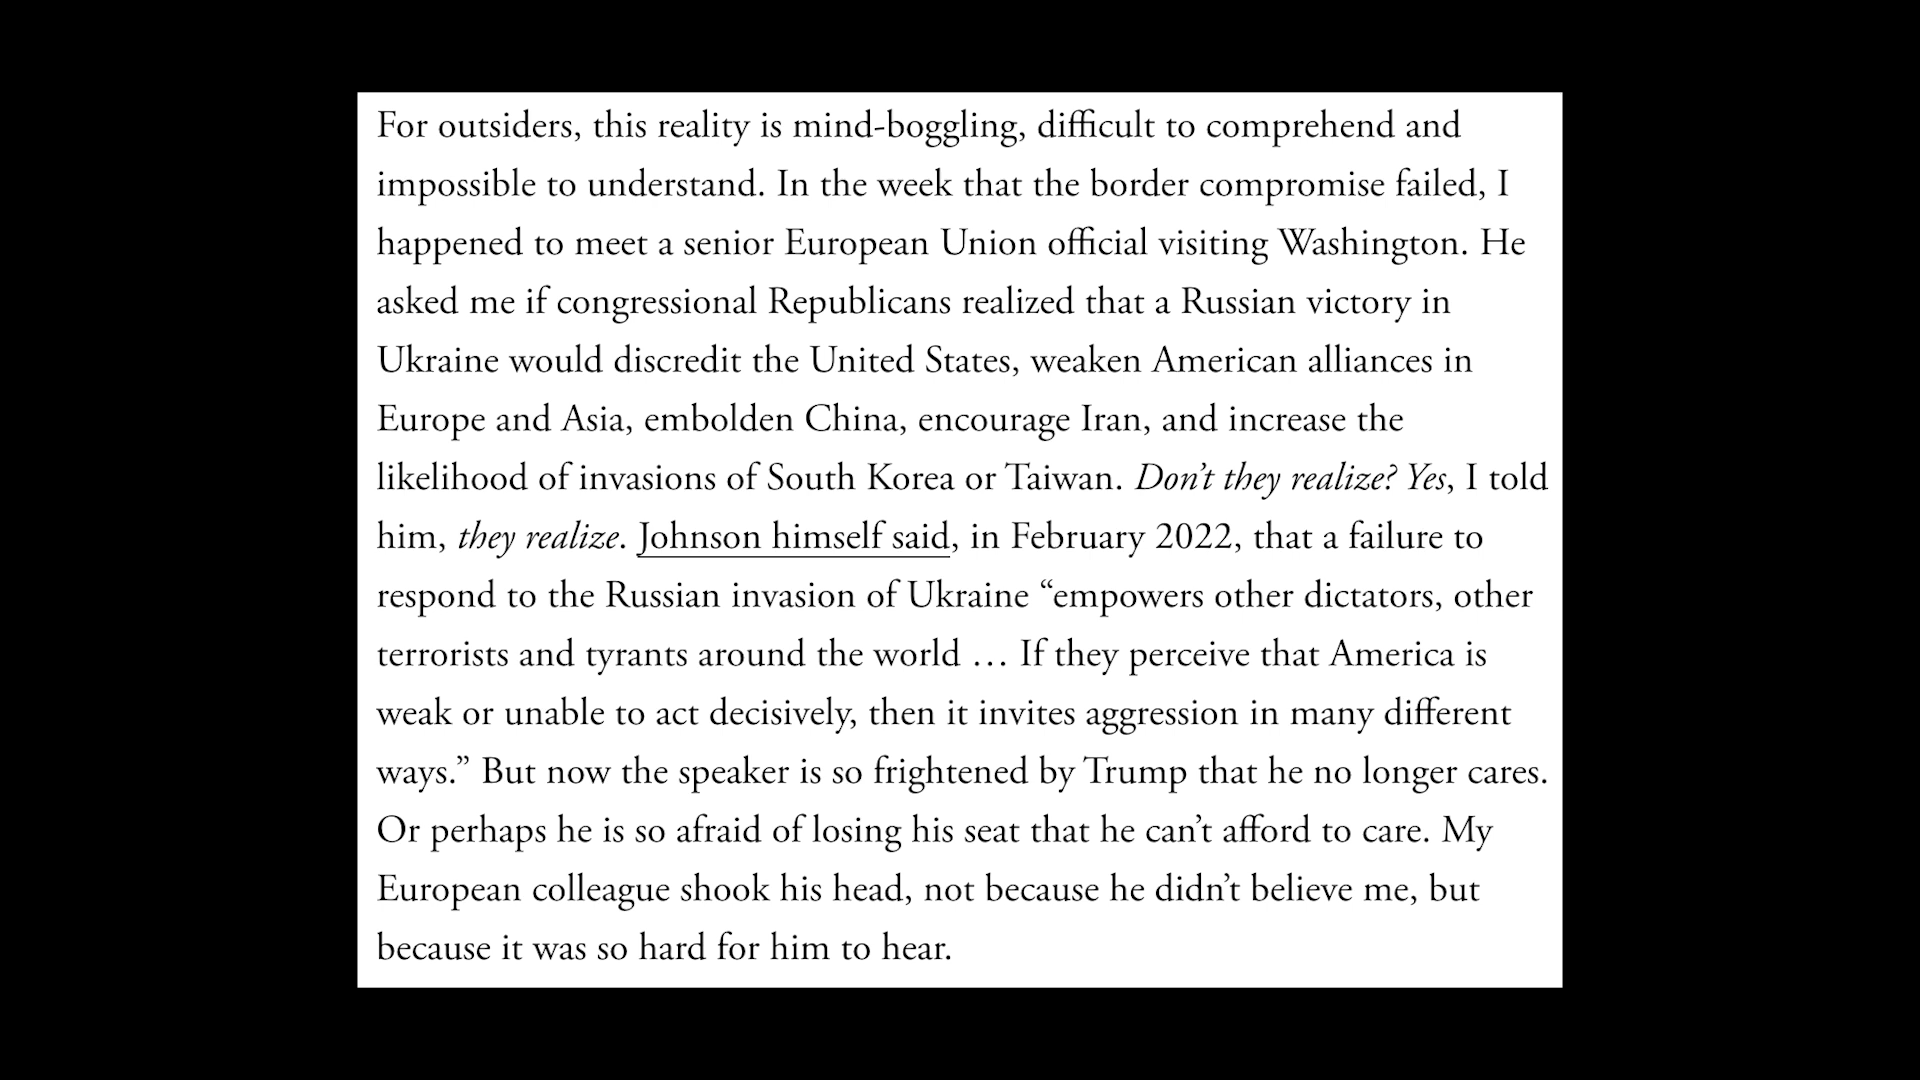 For outsiders, this reality is mind-boggling, difficult to comprehend and
impossible to understand. In the week that the border compromise failed, I
happened to meet a senior European Union official visiting Washington. He
asked me if congressional Republicans realized that a Russian victory in
Ukraine would discredit the United States, weaken American alliances in
Europe and Asia, embolden China, encourage Iran, and increase the
likelihood of invasions of South Korea or Taiwan. Don’t they realize? Yes, I told
him, they realize. Johnson himself said, in February 2022, that a failure to
respond to the Russian invasion of Ukraine “empowers other dictators, other
terrorists and tyrants around the world … If they perceive that America is
weak or unable to act decisively, then it invites aggression in many different
ways.” But now the speaker is so frightened by Trump that he no longer cares.
Or perhaps he is so afraid of losing his seat that he can’t afford to care. My
European colleague shook his head, not because he didn’t believe me, but
because it was so hard for him to hear.